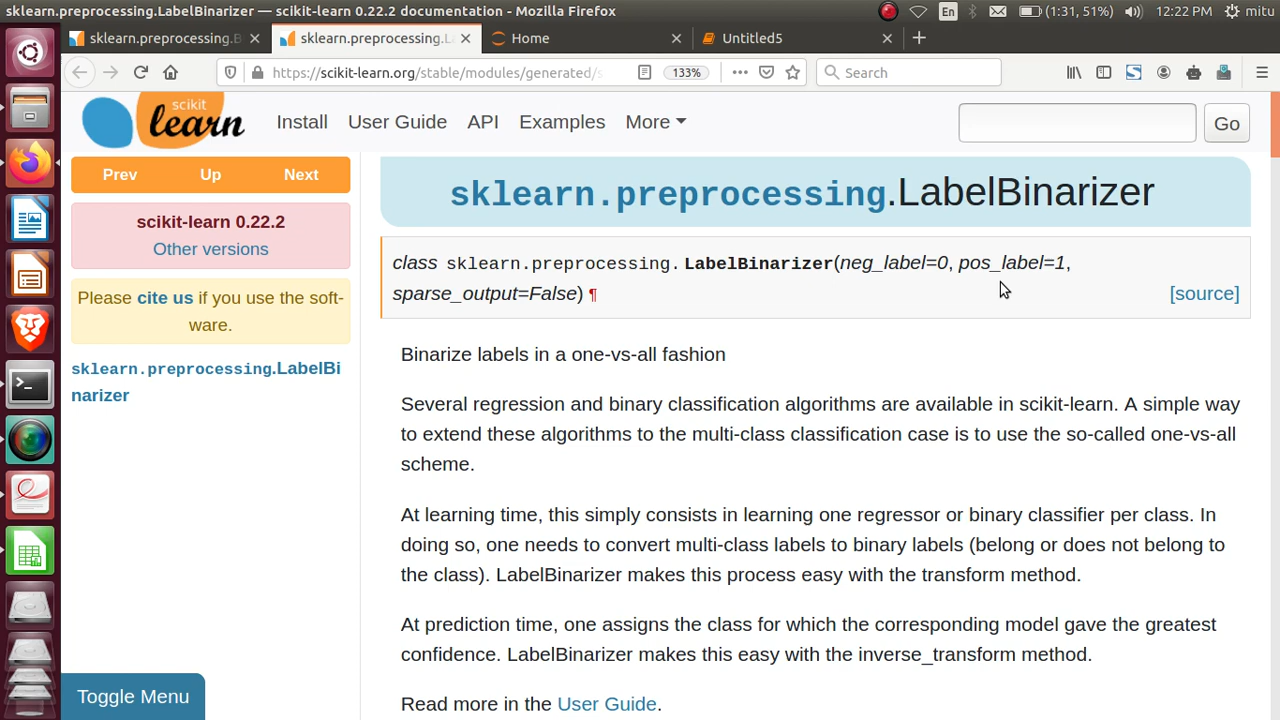 sklearn.preprocessing.LabelBinarizer — scikit-learn 0.22.2 documentation - Mozilla Firefox
En
(1:31, 51%)
12:22 PM
mitu
sklearn.preprocessing.B
sklearn.preprocessing.La
Home
Untitled5
https://scikit-learn.org/stable/modules/generated/s
133%
Search
scikit
learn
Install
User Guide
API
Examples
More
Go
Prev
Up
Next
scikit-learn 0.22.2
Other versions
Please cite us if you use the soft-
ware.
sklearn.preprocessing.LabelBi
narizer
Toggle Menu
sklearn.preprocessing.LabelBinarizer
class sklearn.preprocessing. LabelBinarizer(neg_label=0, pos_label=1,
sparse_output=False) ¶
[source]
Binarize labels in a one-vs-all fashion
Several regression and binary classification algorithms are available in scikit-learn. A simple way
to extend these algorithms to the multi-class classification case is to use the so-called one-vs-all
scheme.
At learning time, this simply consists in learning one regressor or binary classifier per class. In
doing so, one needs to convert multi-class labels to binary labels (belong or does not belong to
the class). LabelBinarizer makes this process easy with the transform method.
At prediction time, one assigns the class for which the corresponding model gave the greatest
confidence. LabelBinarizer makes this easy with the inverse_transform method.
Read more in the User Guide.